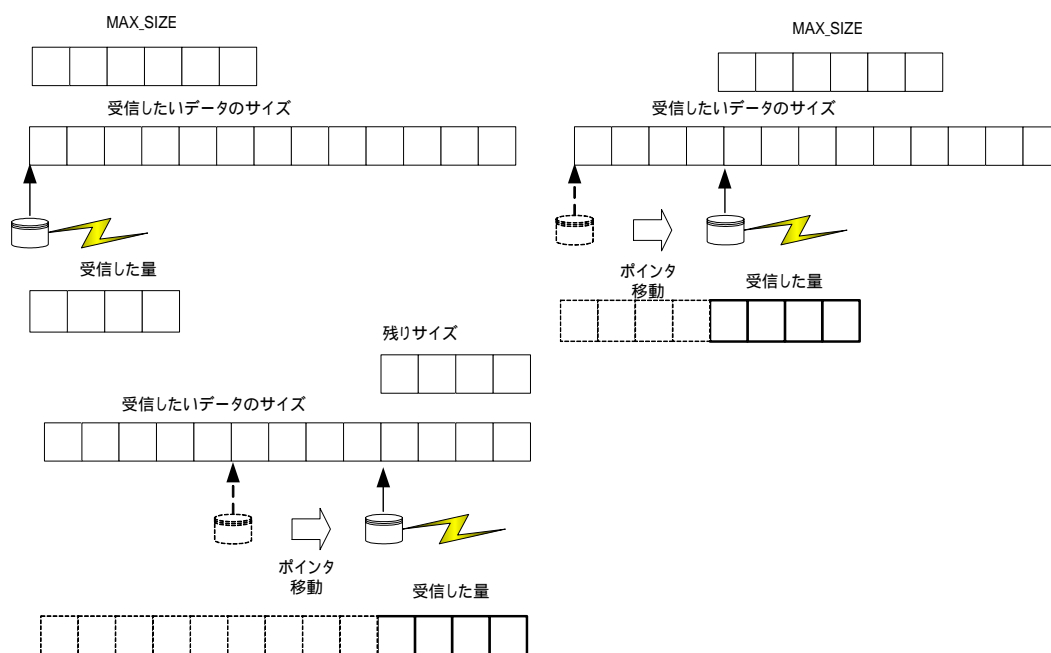 MAX_SIZE
受信したいデータのサイズ
受信した量
MAX_SIZE
受信したいデータのサイズ
ポインタ
移動
受信した量
残りサイズ
受信したいデータのサイズ
ポインタ
移動
受信した量